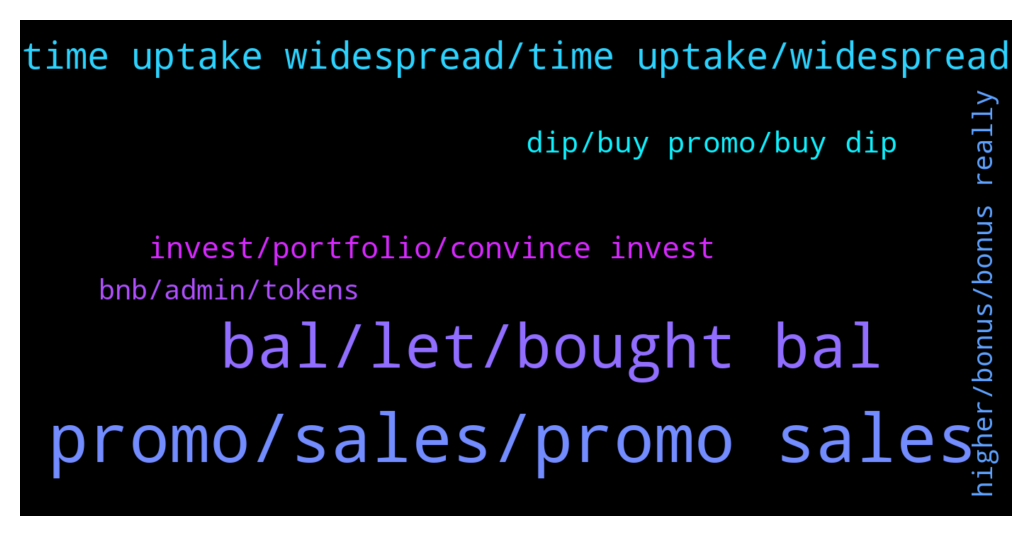 time uptake widespread/time uptake/widespread
dip/buy promo/buy dip
invest/portfolio/convince invest
bnb/admin/tokens
bal/let/bought bal
promo/sales/promo sales
higher/bonus/bonus really